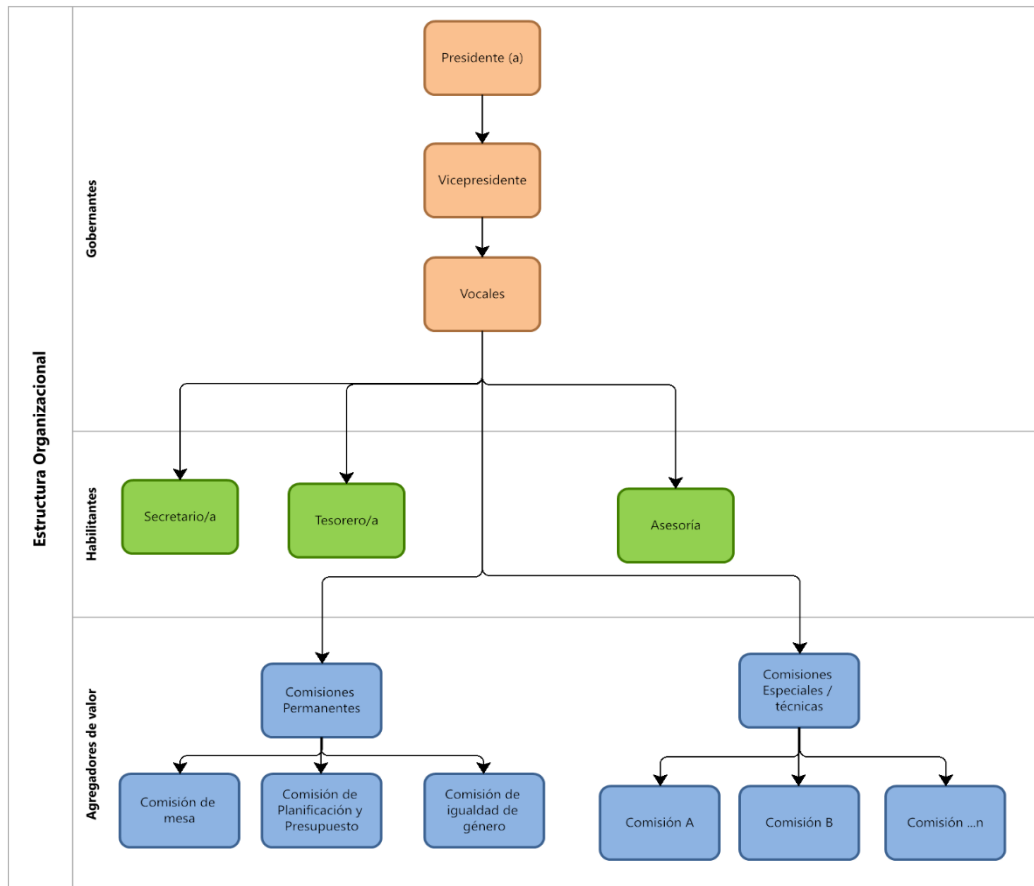 Estructura Organizacional
Gobernantes
Presidente (a)
Vicepresidente
Vocales
Habilitantes
Secretario/a
Tesorero/a
Asesoría
Agregadores de valor
Comisiones
Permanentes
Comisiones
Especiales /
técnicas
Comisión de
mesa
Comisión de
Planificación y
Presupuesto
Comisión de
igualdad de
género
Comisión A
Comisión B
Comisión ...n